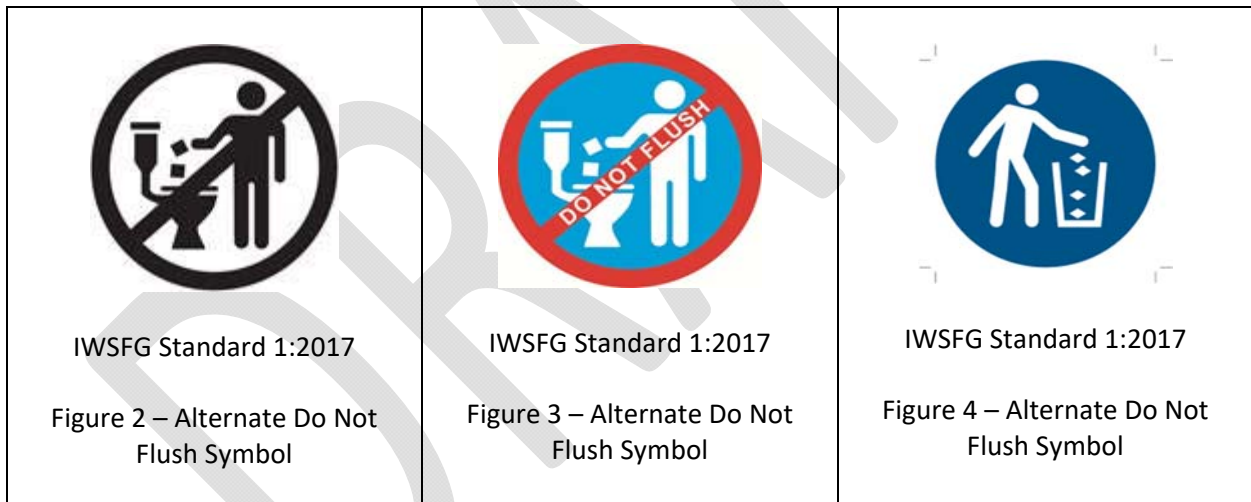 DRAFT
DO NOT FLUSH
IWSFG Standard 1:2017
Figure 2 – Alternate Do Not
Flush Symbol
IWSFG Standard 1:2017
Figure 3 – Alternate Do Not
Flush Symbol
IWSFG Standard 1:2017
Figure 4 – Alternate Do Not
Flush Symbol